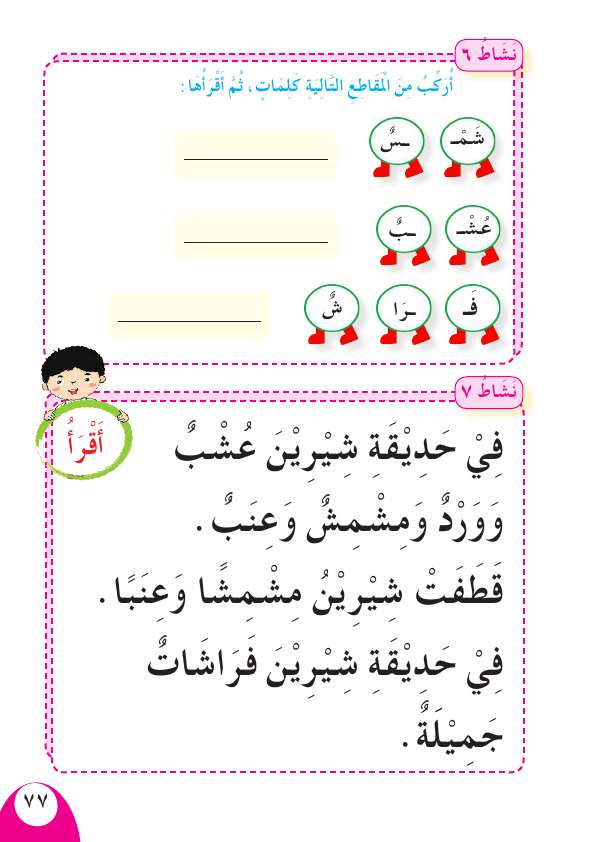 نَشَاطُ ٦
أُرَكِّبُ مِنَ الْمَقَاطِعِ التَّالِيَةِ كَلِمَاتٍ ، ثُمَّ أَقْرَأُهَا :
شَمْـ ـسٌ
عُشْـ ـبٌ
فَـ ـرَا شٌ
نَشَاطُ ٧
أَقْرَأُ
فِيْ حَدِيْقَةِ شِيْرِيْنَ عُشْبٌ
وَوَرْدٌ وَمِشْمِشٌ وَعِنَبٌ .
قَطَفَتْ شِيْرِيْنُ مِشْمِشًا وَعِنَبًا .
فِيْ حَدِيْقَةِ شِيْرِيْنَ فَرَاشَاتٌ
جَمِيْلَةٌ .
٧٧